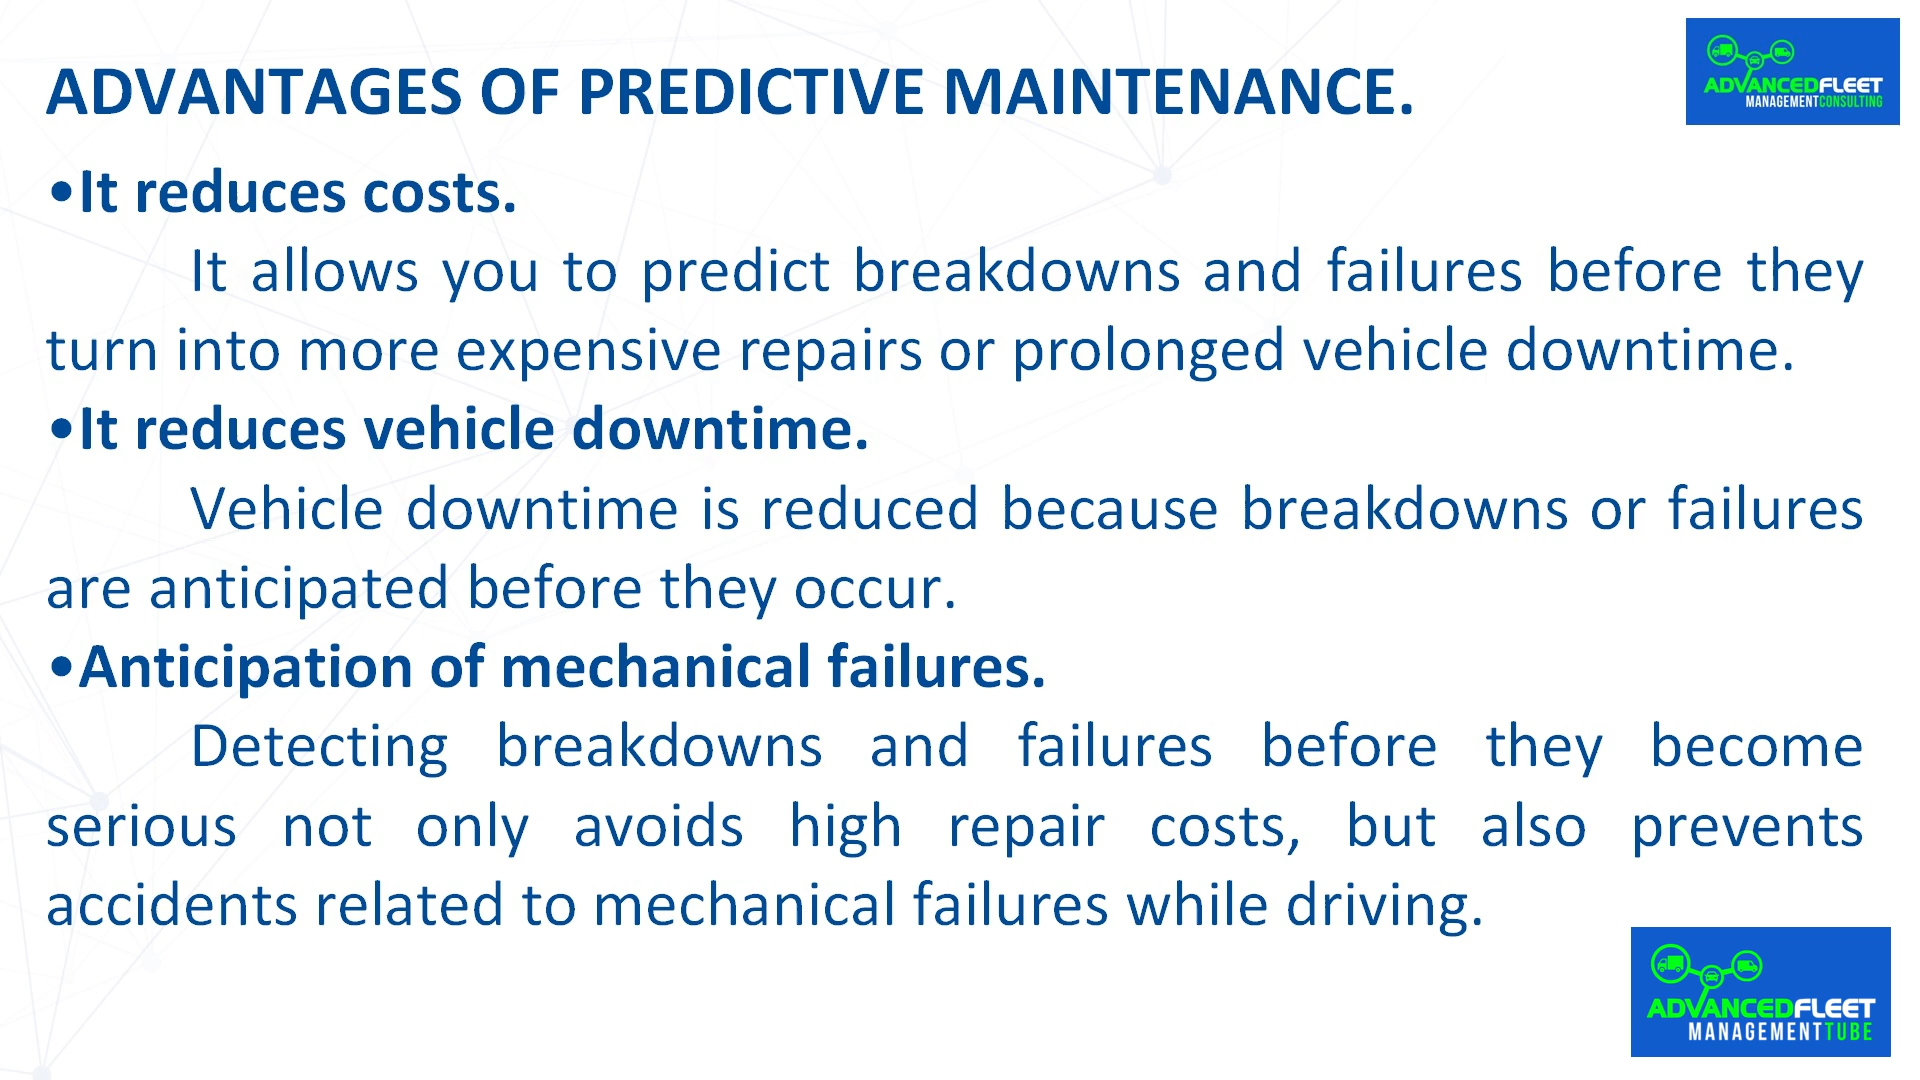 ADVANTAGES OF PREDICTIVE MAINTENANCE.
ADVANCEDFLEET
MANAGEMENTCONSULTING
•It reduces costs.
It allows you to predict breakdowns and failures before they
turn into more expensive repairs or prolonged vehicle downtime.
•It reduces vehicle downtime.
Vehicle downtime is reduced because breakdowns or failures
are anticipated before they occur.
•Anticipation of mechanical failures.
Detecting breakdowns and failures before they become
serious not only avoids high repair costs, but also prevents
accidents related to mechanical failures while driving.
ADVANCEDFLEET
MANAGEMENTTUBE